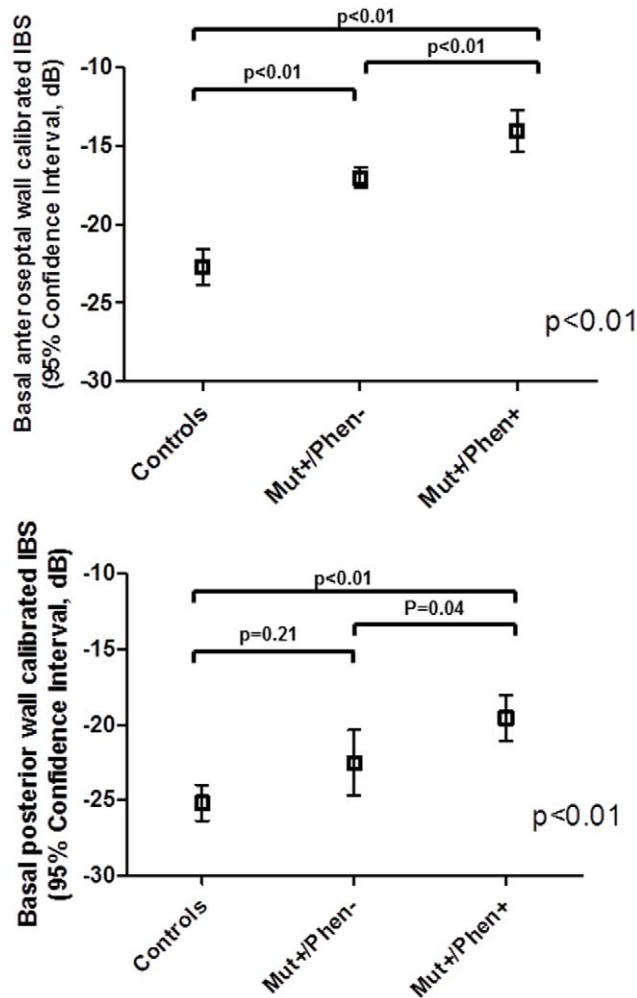 p<0.01
p<0.01
p<0.01
Basal anteroseptal wall calibrated IBS
(95% Confidence Interval, dB)
-10
-15
-20
-25
-30
p<0.01
Controls
Mut+/Phen-
Mut+/Phen+
Basal posterior wall calibrated IBS
(95% Confidence Interval, dB)
-10
-15
-20
-25
-30
p<0.01
P=0.04
p=0.21
p<0.01
Controls
Mut+/Phen-
Mut+/Phen+